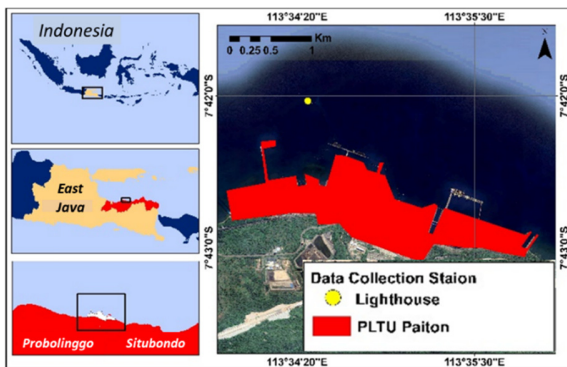 Indonesia
East
Java
Probolinggo Situbondo
113°34'20"E 113°35'30"E
Km
0 0.25 0.5 1
7°42'0"S 7°42'0"S
7°43'0"S 7°43'0"S
Data Collection Staion
Lighthouse
PLTU Paiton
113°34'20"E 113°35'30"E